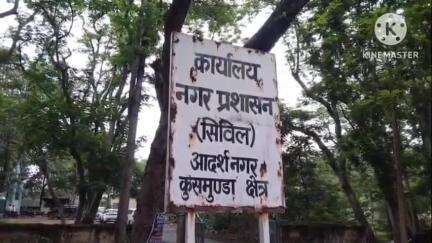 कार्यालय
नगर प्रशासन
(सिविल)
आदर्श नगर
कुसमुण्डा क्षेत्र
K
KINEMASTER